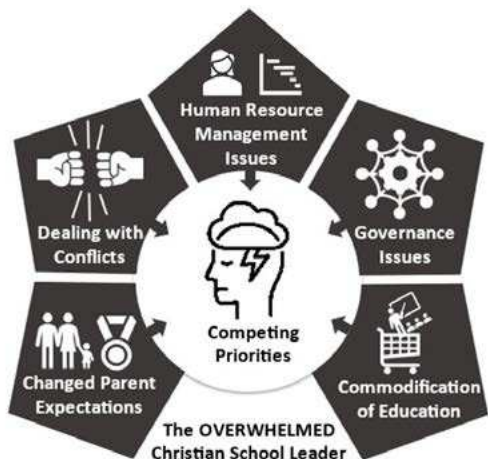 Human Resource
Management
Issues
Dealing with
Conflicts
Governance
Issues
Competing
Priorities
Changed Parent
Expectations
Commodification
of Education
The OVERWHELMED
Christian School Leader